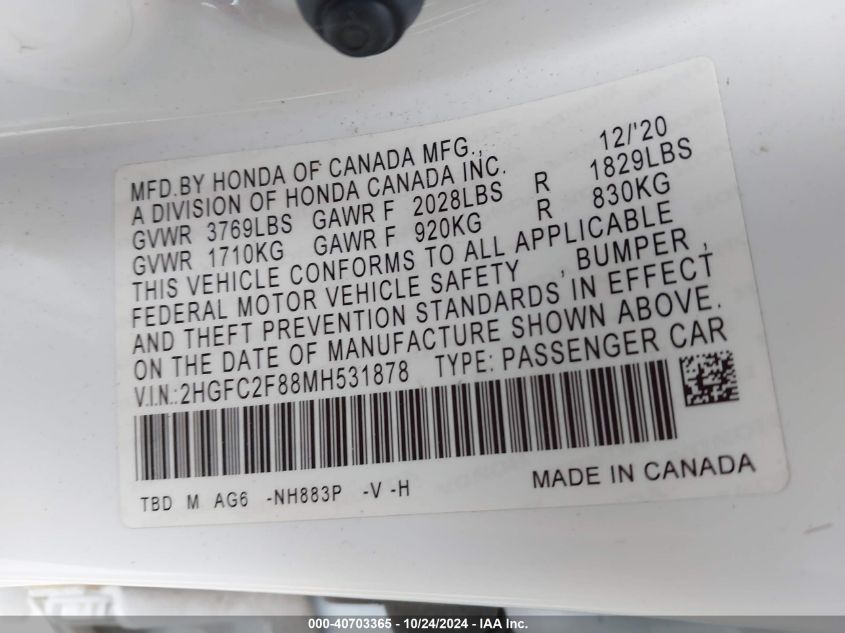 MFD.BY HONDA OF CANADA MFG., 12/'20
A DIVISION OF HONDA CANADA INC.
GVWR 3769LBS GAWR F 2028LBS R 1829LBS
GVWR 1710KG GAWR F 920KG R 830KG
THIS VEHICLE CONFORMS TO ALL APPLICABLE
FEDERAL MOTOR VEHICLE SAFETY , BUMPER ,
AND THEFT PREVENTION STANDARDS IN EFFECT
ON THE DATE OF MANUFACTURE SHOWN ABOVE.
V.I.N.:2HGFC2F88MH531878 TYPE: PASSENGER CAR
TBD M AG6 -NH883P -V -H MADE IN CANADA
000-40703365 | 10/24/2024 - IAA Inc.